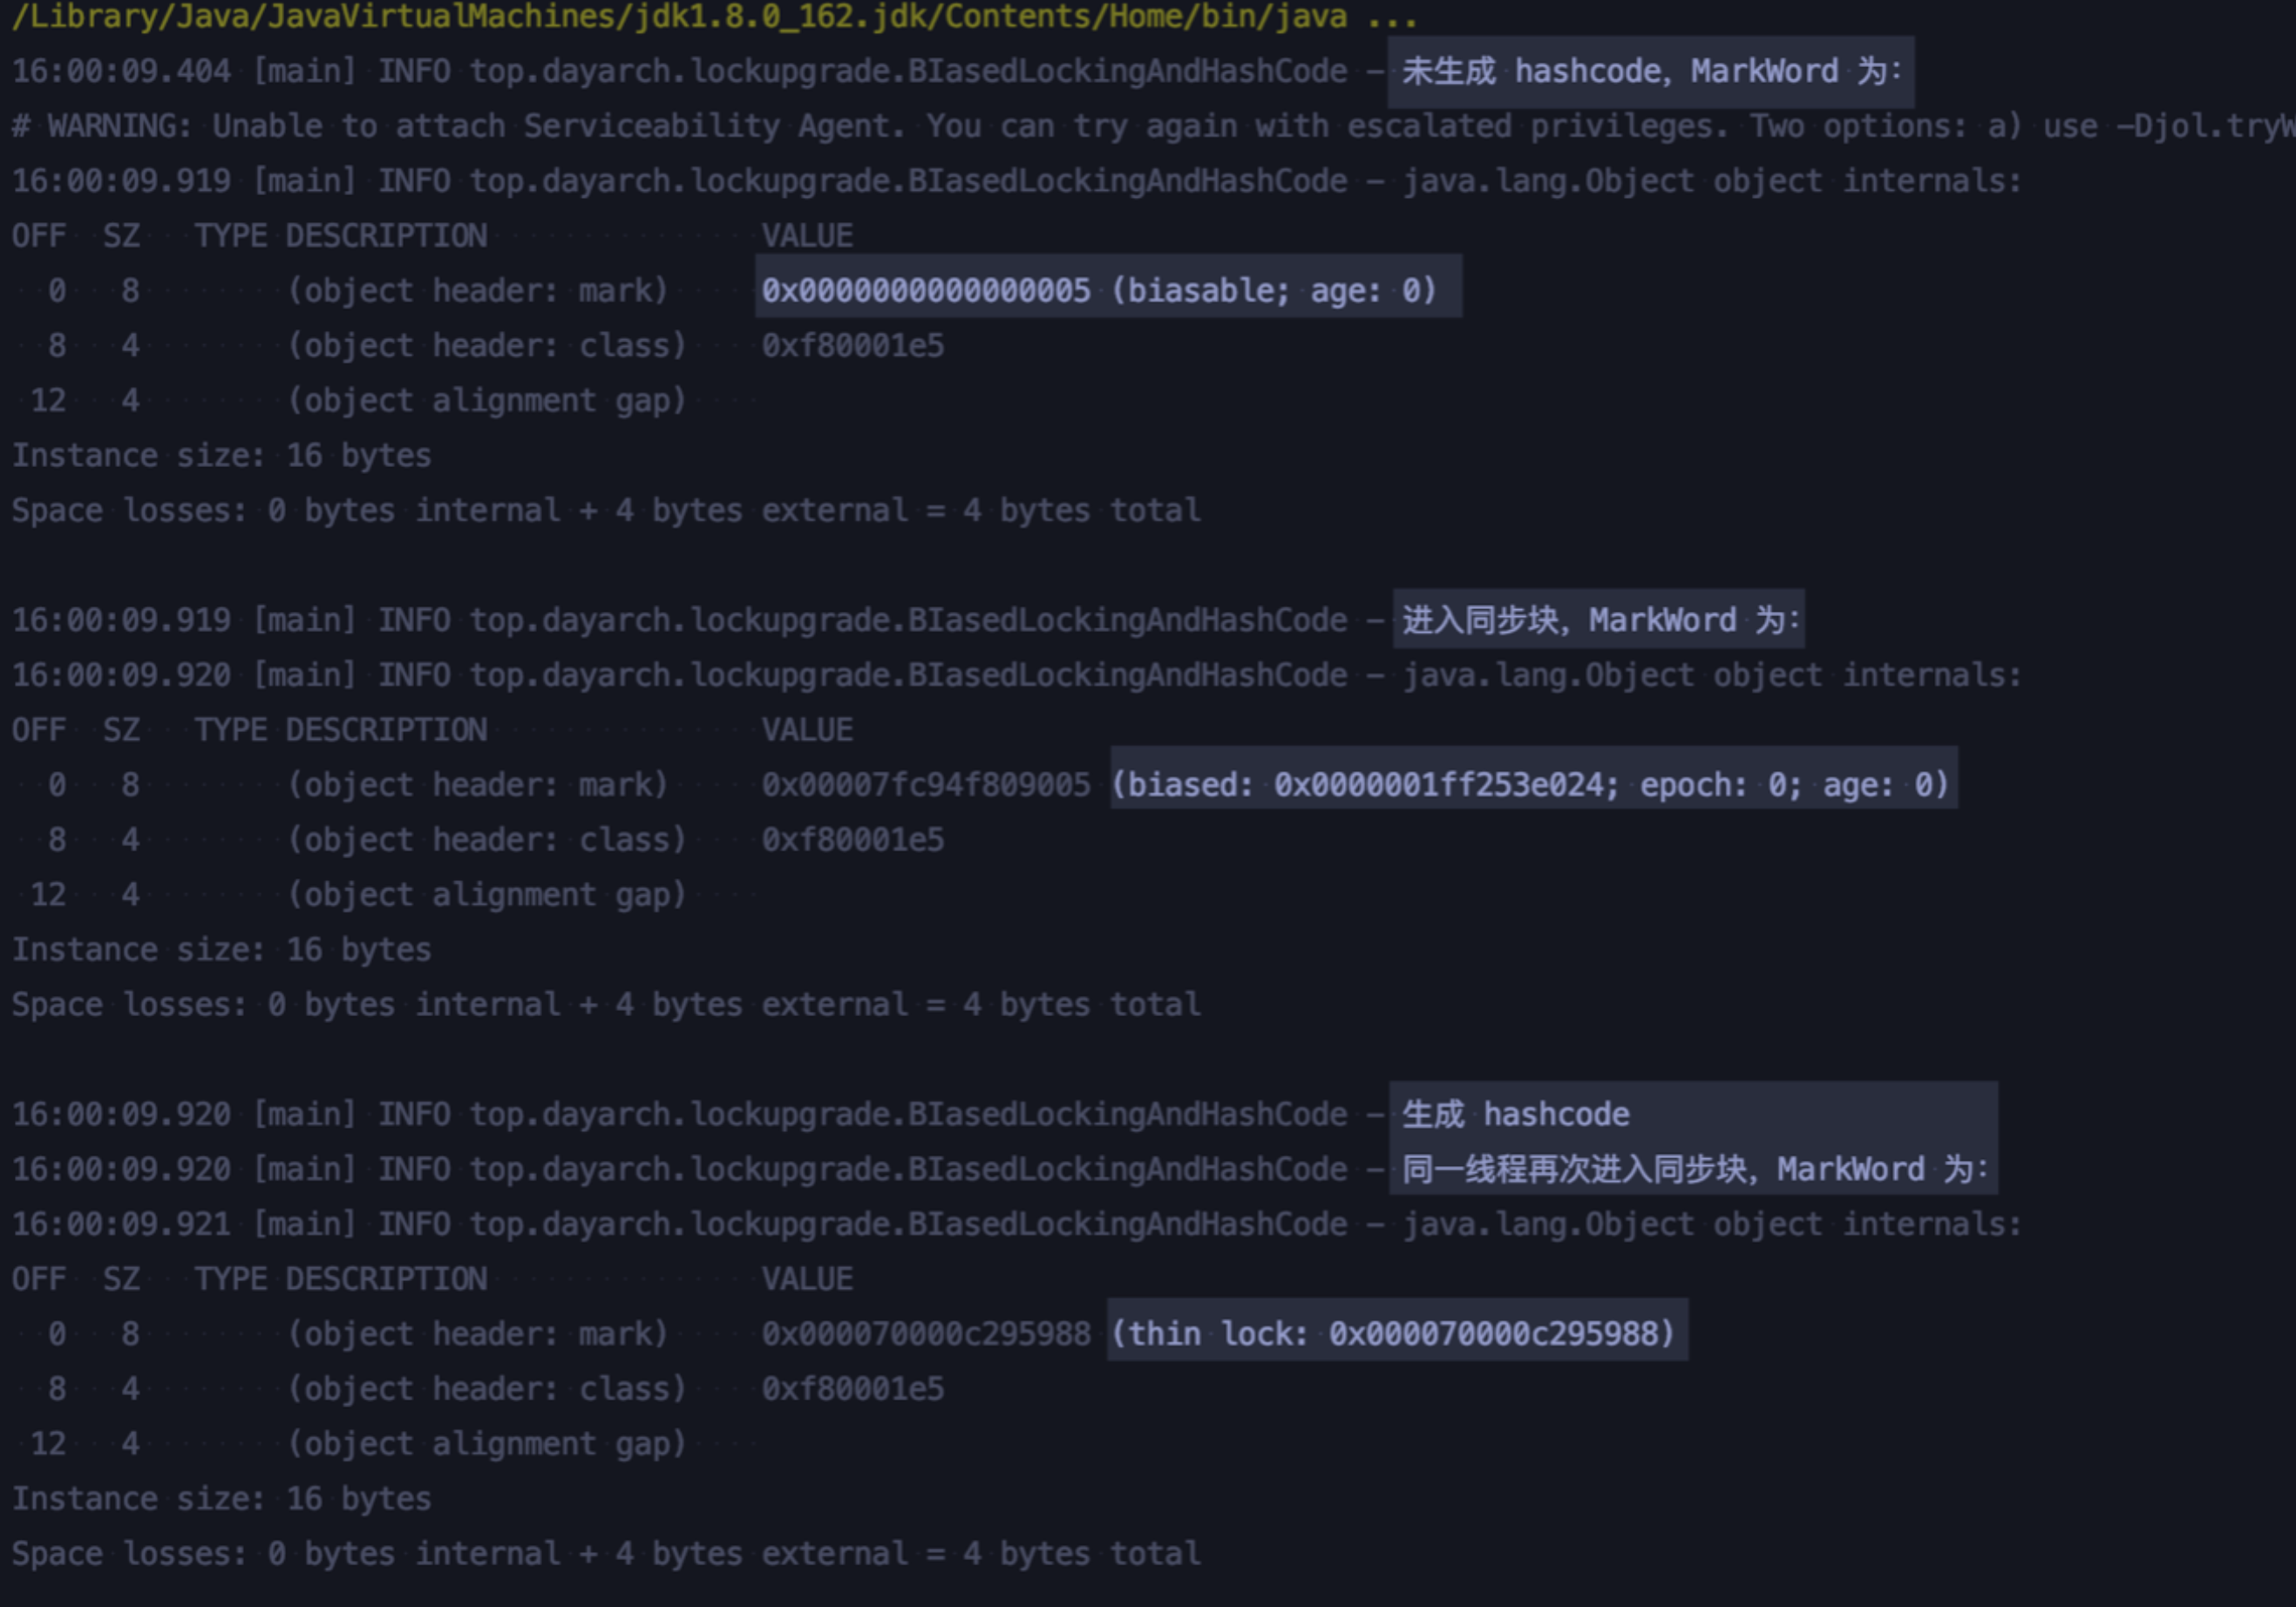 /Library/Java/JavaVirtualMachines/jdk1.8.0_162.jdk/Contents/Home/bin/java ...
16:00:09.404 [main] INFO top.dayarch.lockupgrade.BIasedLockingAndHashCode - 未生成 hashcode，MarkWord 为：
# WARNING: Unable to attach Serviceability Agent. You can try again with escalated privileges. Two options: a) use -Djol.tryW
16:00:09.919 [main] INFO top.dayarch.lockupgrade.BIasedLockingAndHashCode - java.lang.Object object internals:
OFF  SZ   TYPE DESCRIPTION               VALUE
  0   8        (object header: mark)     0x0000000000000005 (biasable; age: 0)
  8   4        (object header: class)    0xf80001e5
 12   4        (object alignment gap)
Instance size: 16 bytes
Space losses: 0 bytes internal + 4 bytes external = 4 bytes total
16:00:09.919 [main] INFO top.dayarch.lockupgrade.BIasedLockingAndHashCode - 进入同步块，MarkWord 为：
16:00:09.920 [main] INFO top.dayarch.lockupgrade.BIasedLockingAndHashCode - java.lang.Object object internals:
OFF  SZ   TYPE DESCRIPTION               VALUE
  0   8        (object header: mark)     0x00007fc94f809005 (biased: 0x0000001ff253e024; epoch: 0; age: 0)
  8   4        (object header: class)    0xf80001e5
 12   4        (object alignment gap)
Instance size: 16 bytes
Space losses: 0 bytes internal + 4 bytes external = 4 bytes total
16:00:09.920 [main] INFO top.dayarch.lockupgrade.BIasedLockingAndHashCode - 生成 hashcode
16:00:09.920 [main] INFO top.dayarch.lockupgrade.BIasedLockingAndHashCode - 同一线程再次进入同步块，MarkWord 为：
16:00:09.921 [main] INFO top.dayarch.lockupgrade.BIasedLockingAndHashCode - java.lang.Object object internals:
OFF  SZ   TYPE DESCRIPTION               VALUE
  0   8        (object header: mark)     0x000070000c295988 (thin lock: 0x000070000c295988)
  8   4        (object header: class)    0xf80001e5
 12   4        (object alignment gap)
Instance size: 16 bytes
Space losses: 0 bytes internal + 4 bytes external = 4 bytes total